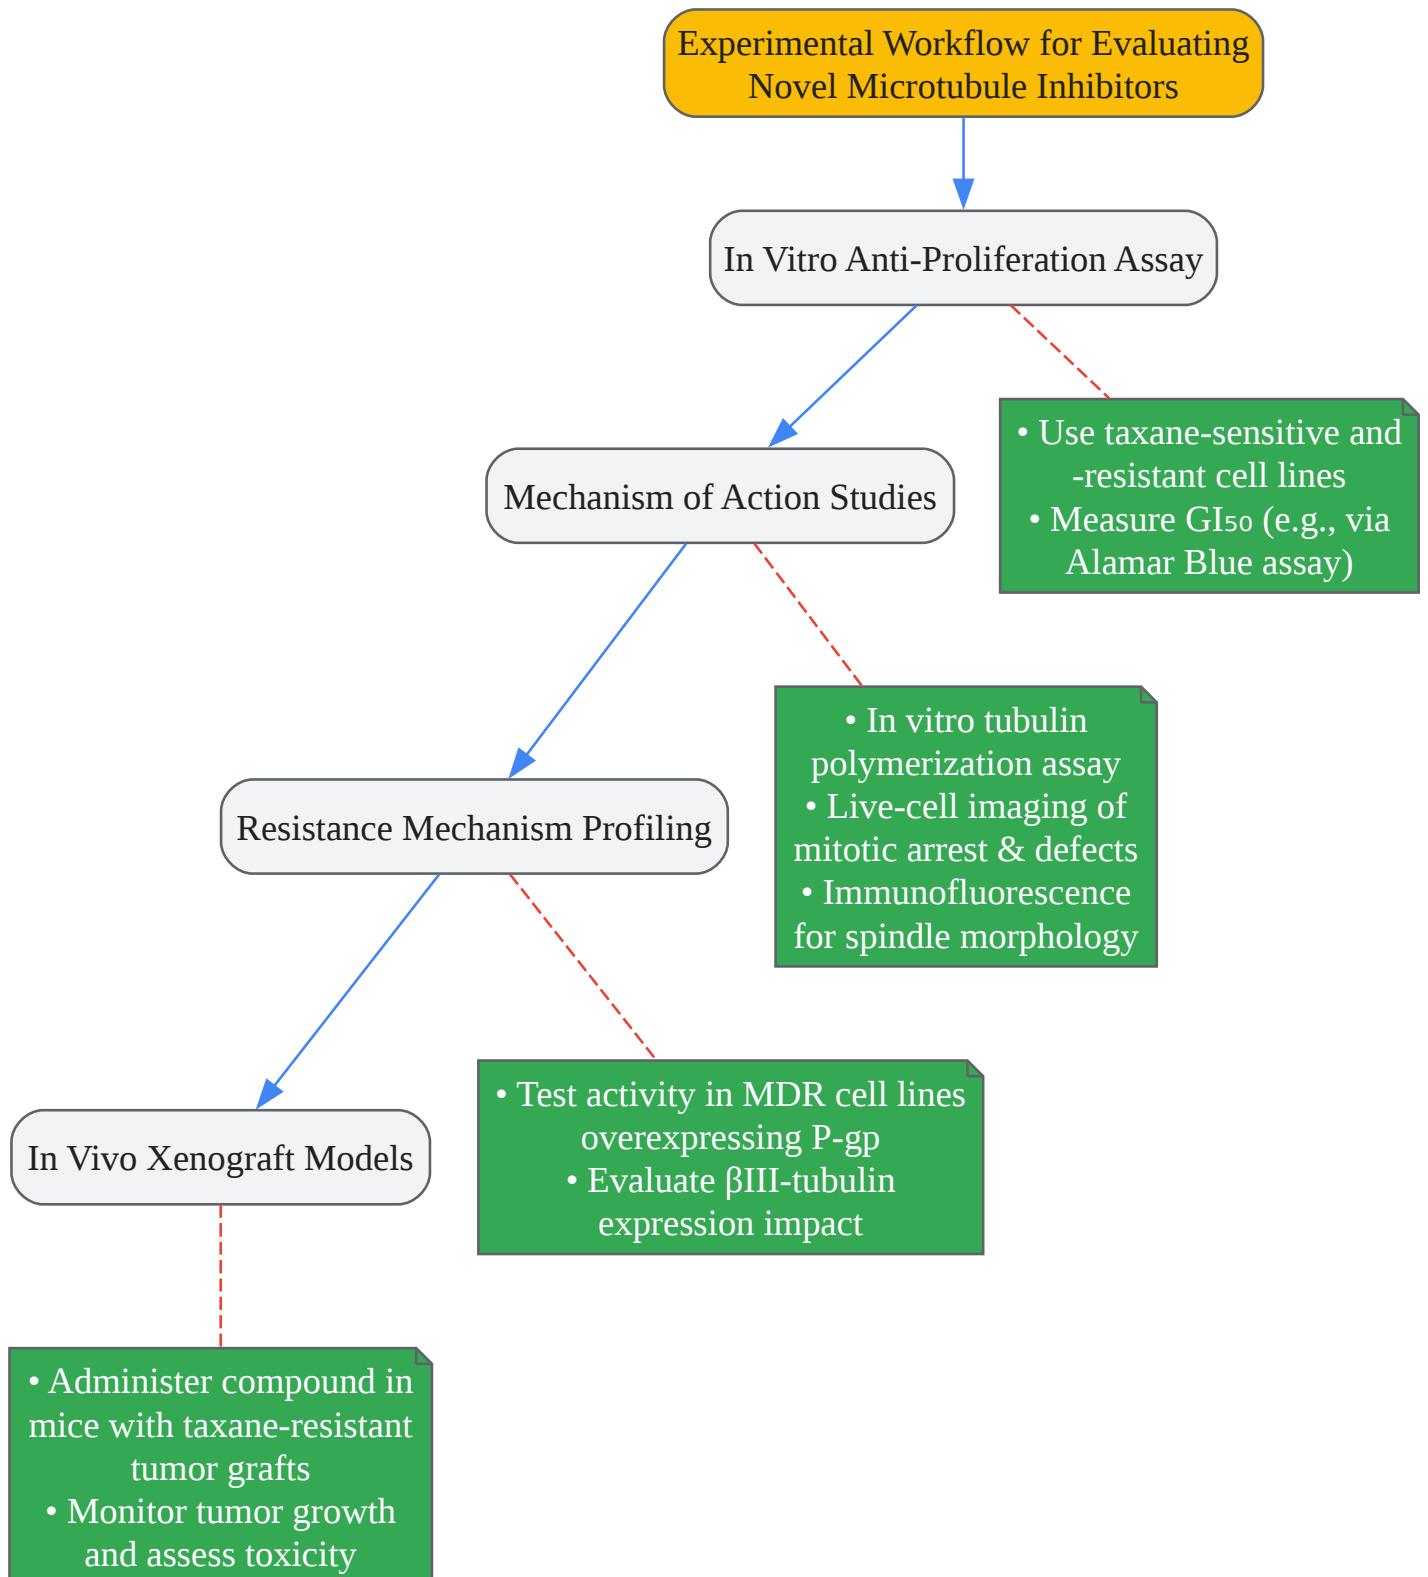 Experimental Workflow for Evaluating
Novel Microtubule Inhibitors
In Vitro Anti-Proliferation Assay
• Use taxane-sensitive and
-resistant cell lines
• Measure GI₅₀ (e.g., via
Alamar Blue assay)
Mechanism of Action Studies
• In vitro tubulin
polymerization assay
• Live-cell imaging of
mitotic arrest & defects
• Immunofluorescence
for spindle morphology
Resistance Mechanism Profiling
• Test activity in MDR cell lines
overexpressing P-gp
• Evaluate βIII-tubulin
expression impact
In Vivo Xenograft Models
• Administer compound in
mice with taxane-resistant
tumor grafts
• Monitor tumor growth
and assess toxicity